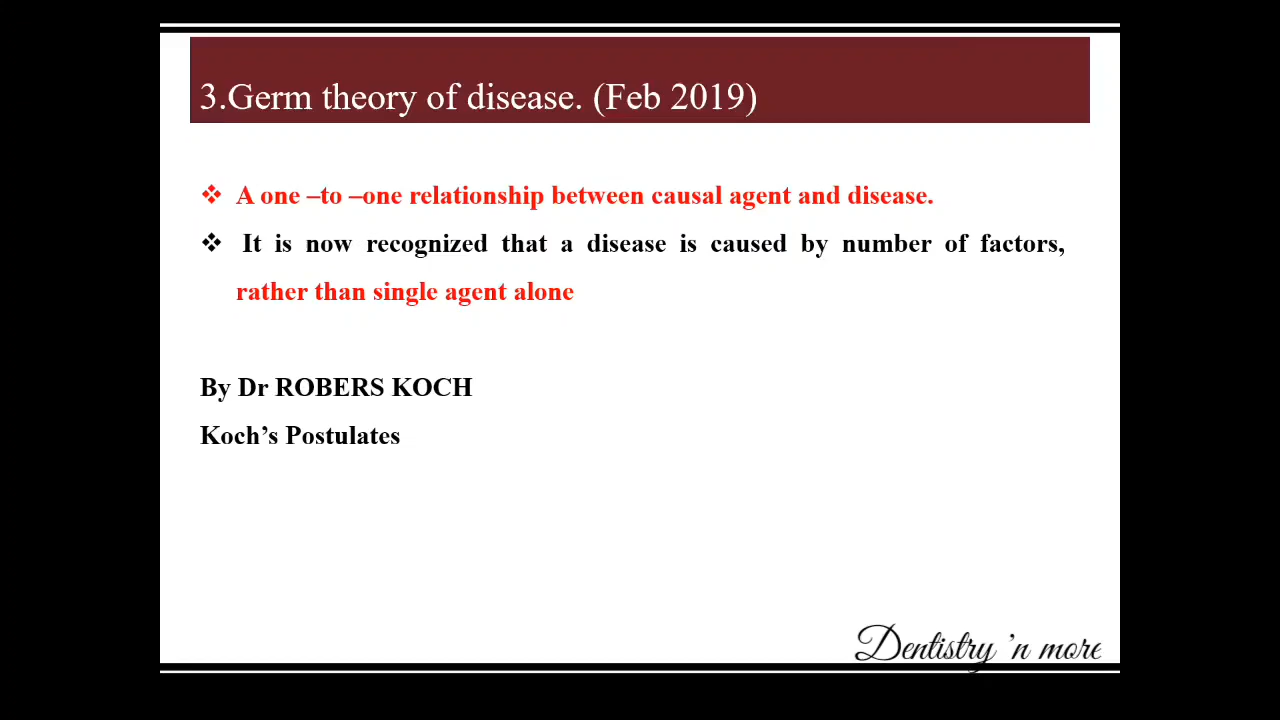 3.Germ theory of disease. (Feb 2019)
❖ A one –to –one relationship between causal agent and disease.
❖ It is now recognized that a disease is caused by number of factors,
rather than single agent alone
By Dr ROBERS KOCH
Koch’s Postulates
Dentistry ’n more